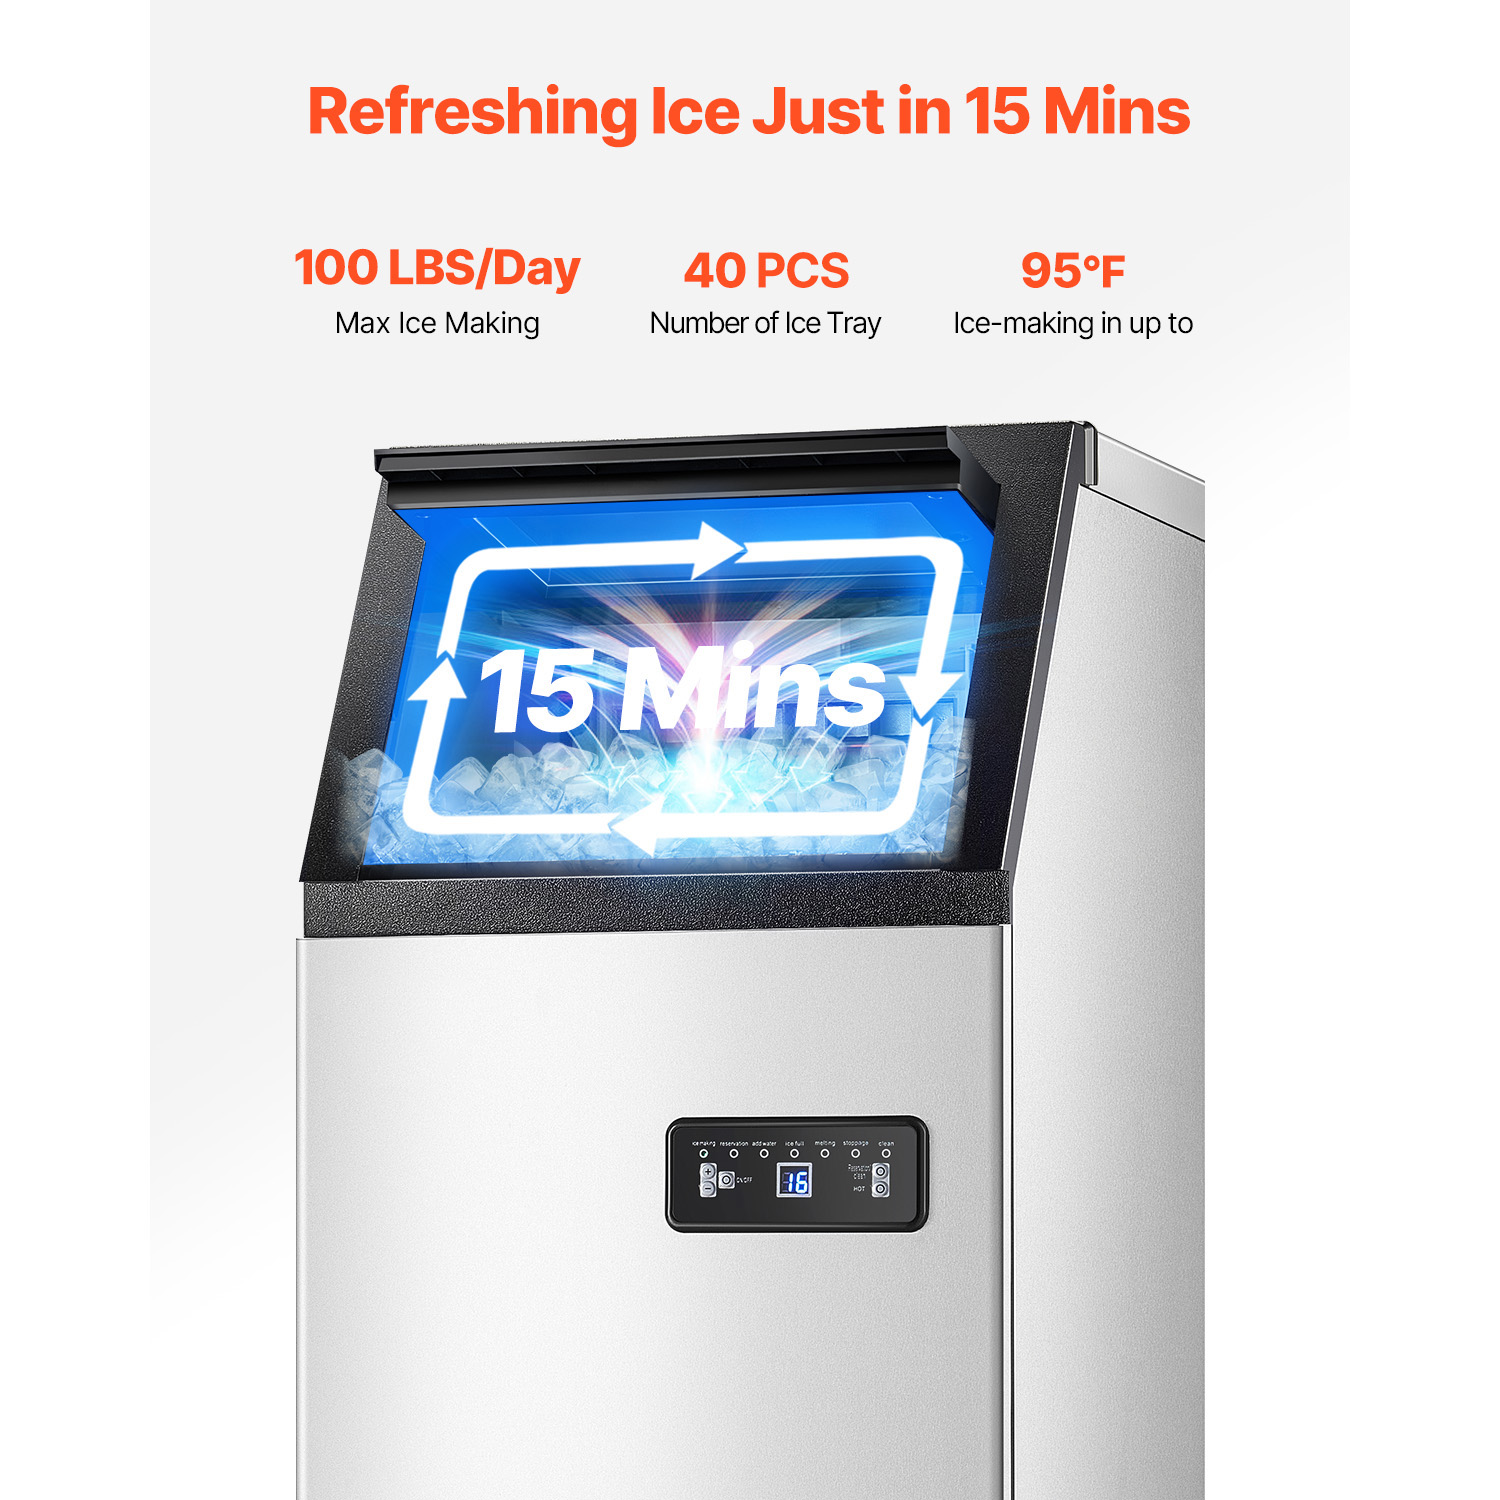 Refreshing Ice Just in 15 Mins
100 LBS/Day 40 PCS 95°F
Max Ice Making Number of Ice Tray Ice-making in up to
15 Mins
ice making reservation add water ice full melting stoppage clean
+ ON/OFF 16 Reservation
clean
− HOT